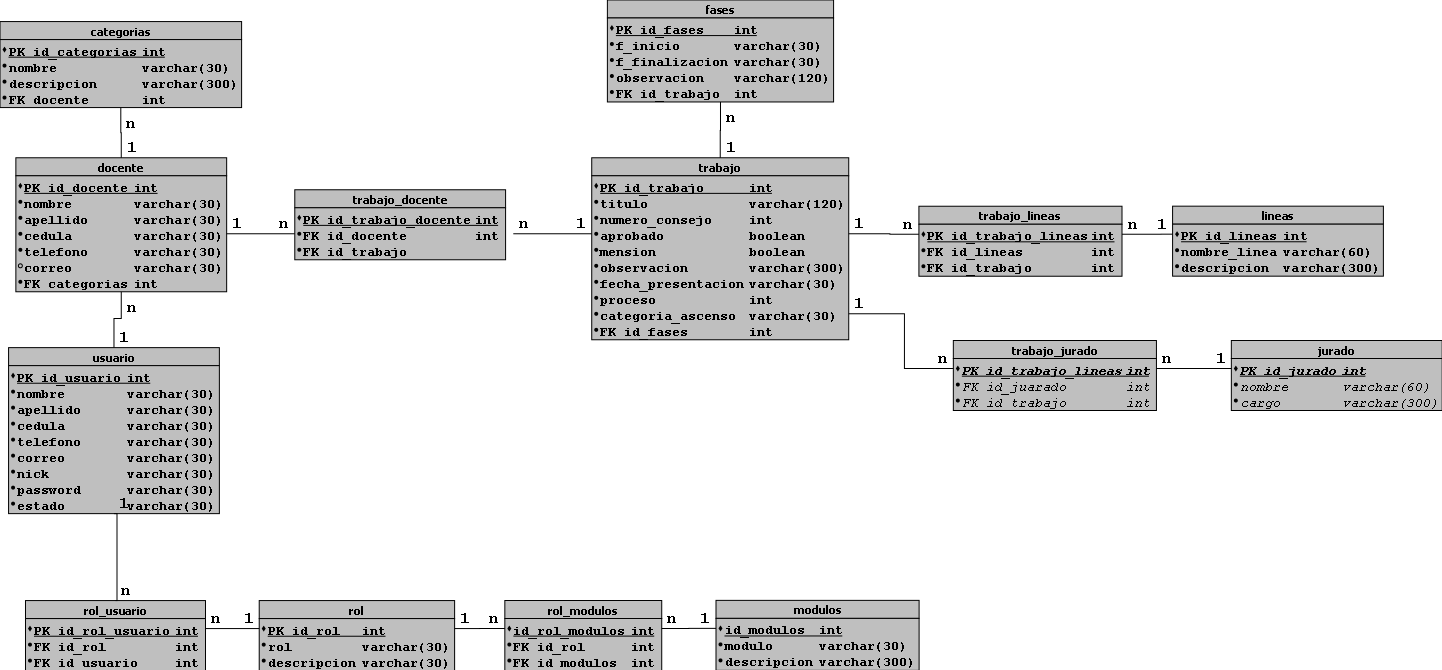 categorias
PK id_categorias int
nombre varchar(30)
descripcion varchar(300)
FK docente int
n
1
docente
PK id_docente int
nombre varchar(30)
apellido varchar(30)
cedula varchar(30)
telefono varchar(30)
correo varchar(30)
FK categorias int
1
n
trabajo_docente
PK id_trabajo_docente int
FK id_docente int
FK id_trabajo
n
1
fases
PK id_fases int
f_inicio varchar(30)
f_finalizacion varchar(30)
observacion varchar(120)
FK id_trabajo int
n
1
trabajo
PK id_trabajo int
titulo varchar(120)
numero_consejo int
aprobado boolean
mension boolean
observacion varchar(300)
fecha_presentacion varchar(30)
proceso int
categoria_ascenso varchar(30)
FK id_fases int
1
n
trabajo_lineas
PK id_trabajo_lineas int
FK id_lineas int
FK id_trabajo int
n
1
lineas
PK id_lineas int
nombre_linea varchar(60)
descripcion varchar(300)
1
n
trabajo_jurado
PK id_trabajo_lineas int
FK id_juarado int
FK id_trabajo int
n
1
jurado
PK id_jurado int
nombre varchar(60)
cargo varchar(300)
n
1
usuario
PK id_usuario int
nombre varchar(30)
apellido varchar(30)
cedula varchar(30)
telefono varchar(30)
correo varchar(30)
nick varchar(30)
password varchar(30)
estado varchar(30)
1
n
rol_usuario
PK id_rol_usuario int
FK id_rol int
FK id_usuario int
n
1
rol
PK id_rol int
rol varchar(30)
descripcion varchar(30)
1
n
rol_modulos
id_rol_modulos int
FK id_rol int
FK id_modulos int
n
1
modulos
id_modulos int
modulo varchar(30)
descripcion varchar(300)